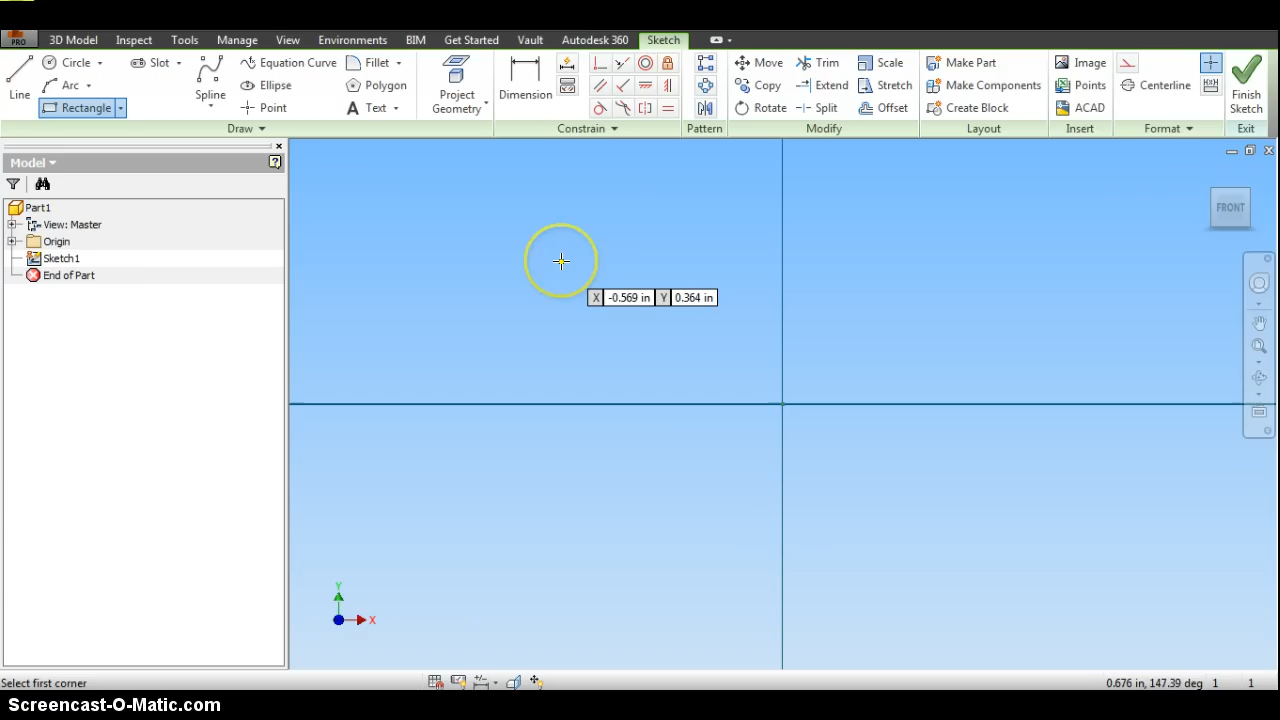 PRO 3D Model Inspect Tools Manage View Environments BIM Get Started Vault Autodesk 360 Sketch
Line Circle Arc Rectangle Slot Spline Equation Curve Ellipse Point Fillet Polygon Text
Project Geometry Dimension Move Trim Scale Copy Extend Stretch Rotate Split Offset
Make Part Make Components Create Block Image Points ACAD Centerline Finish Sketch
Draw Constrain Pattern Modify Layout Insert Format Exit
Model
Part1
View: Master
Origin
Sketch1
End of Part
FRONT
X -0.569 in Y 0.364 in
Y
X
Select first corner 0.676 in, 147.39 deg 1 1
Screencast-O-Matic.com